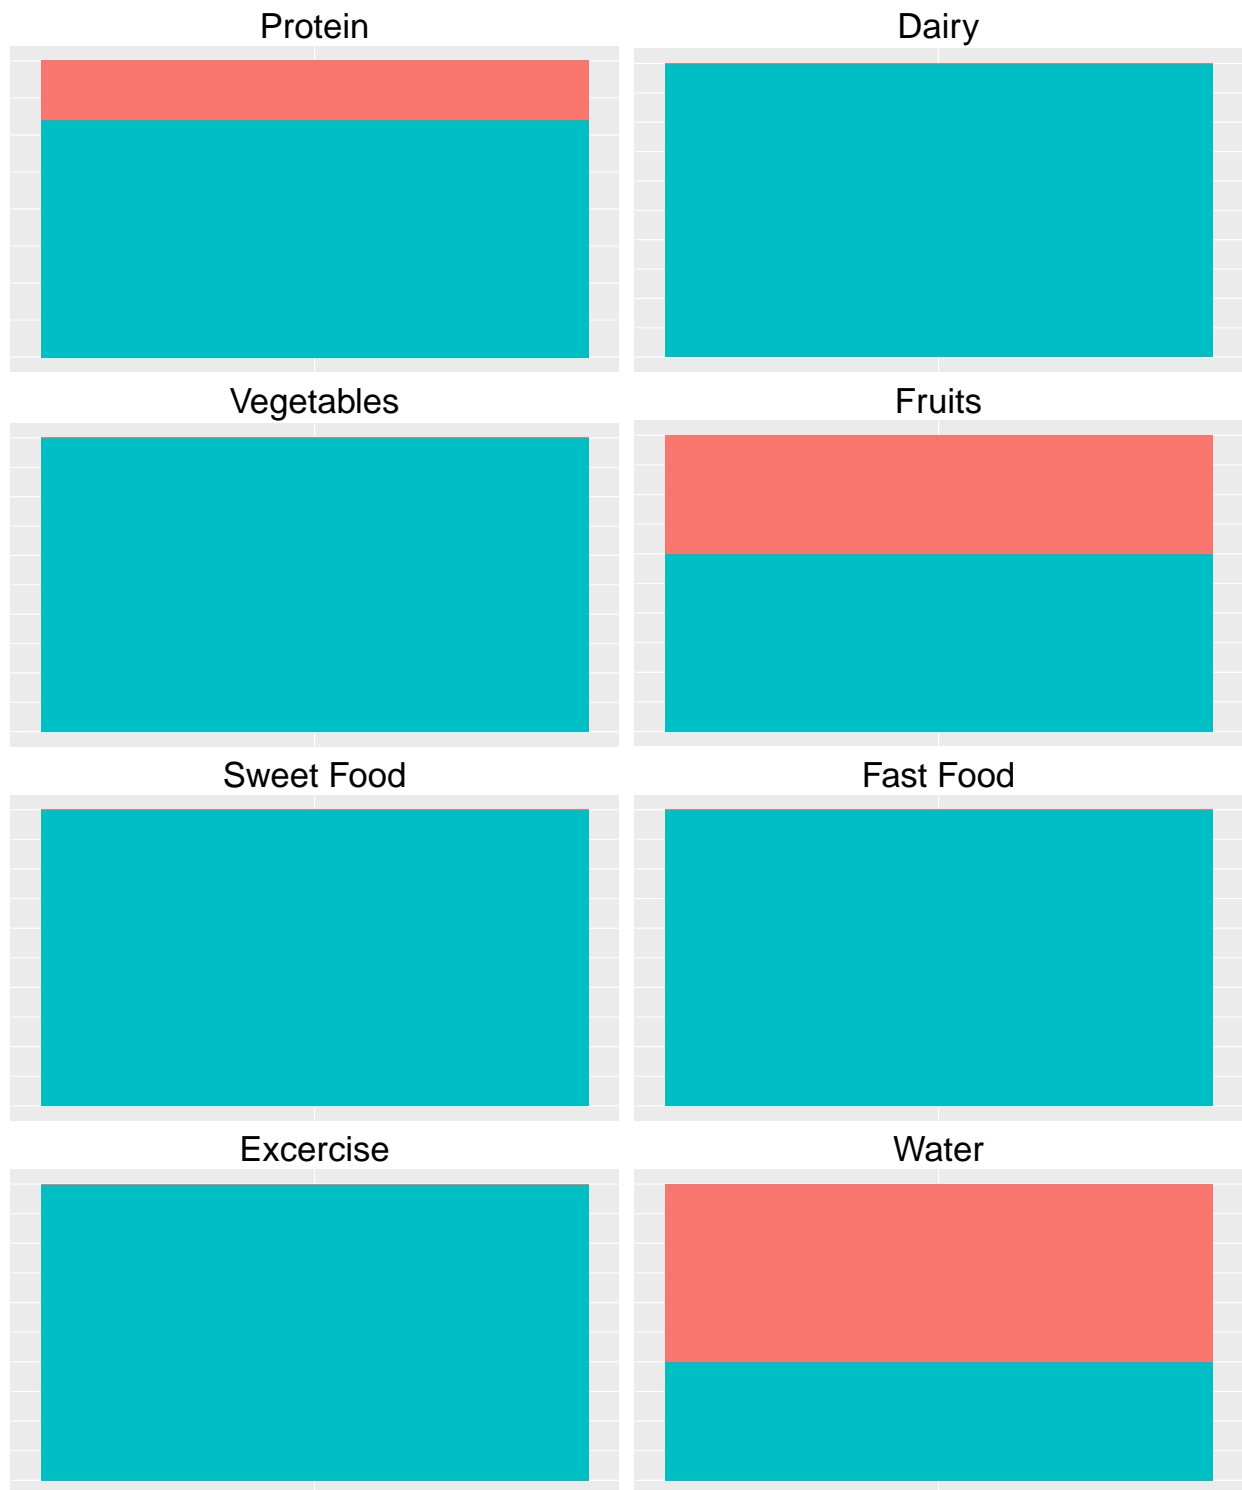 Protein
Dairy
Vegetables
Fruits
Sweet Food
Fast Food
Excercise
Water